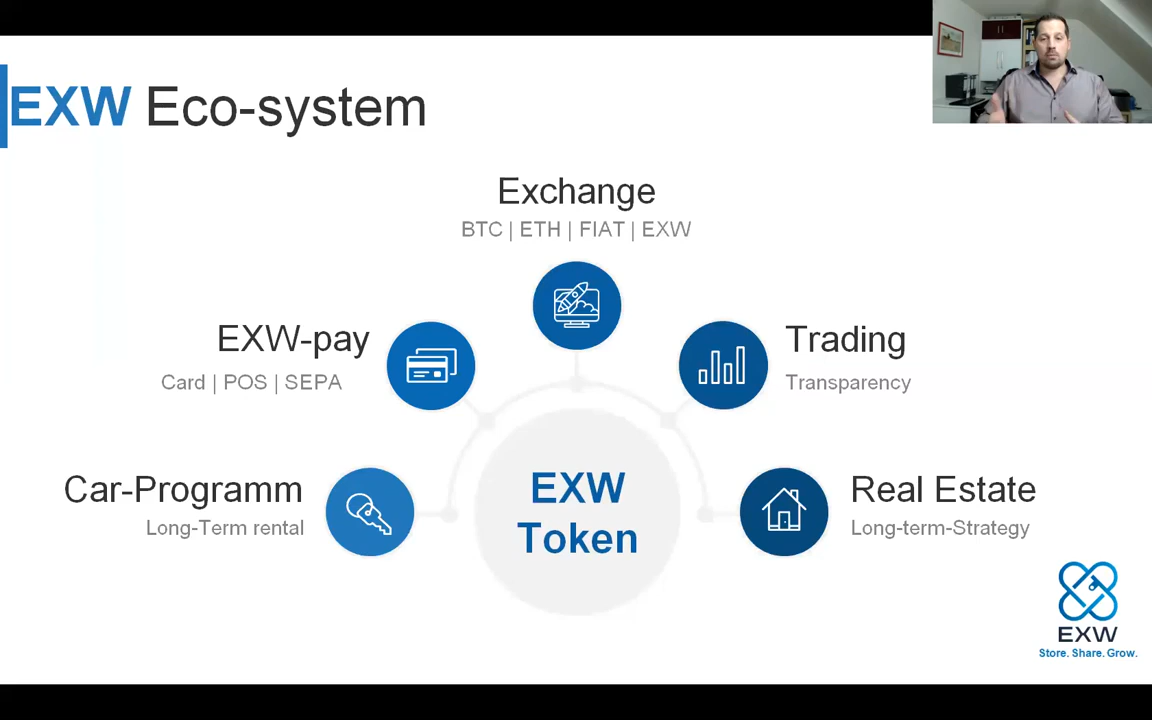 EXW Eco-system
Exchange
BTC | ETH | FIAT | EXW
EXW-pay
Card | POS | SEPA
Trading
Transparency
Car-Programm
Long-Term rental
EXW
Token
Real Estate
Long-term-Strategy
EXW
Store. Share. Grow.